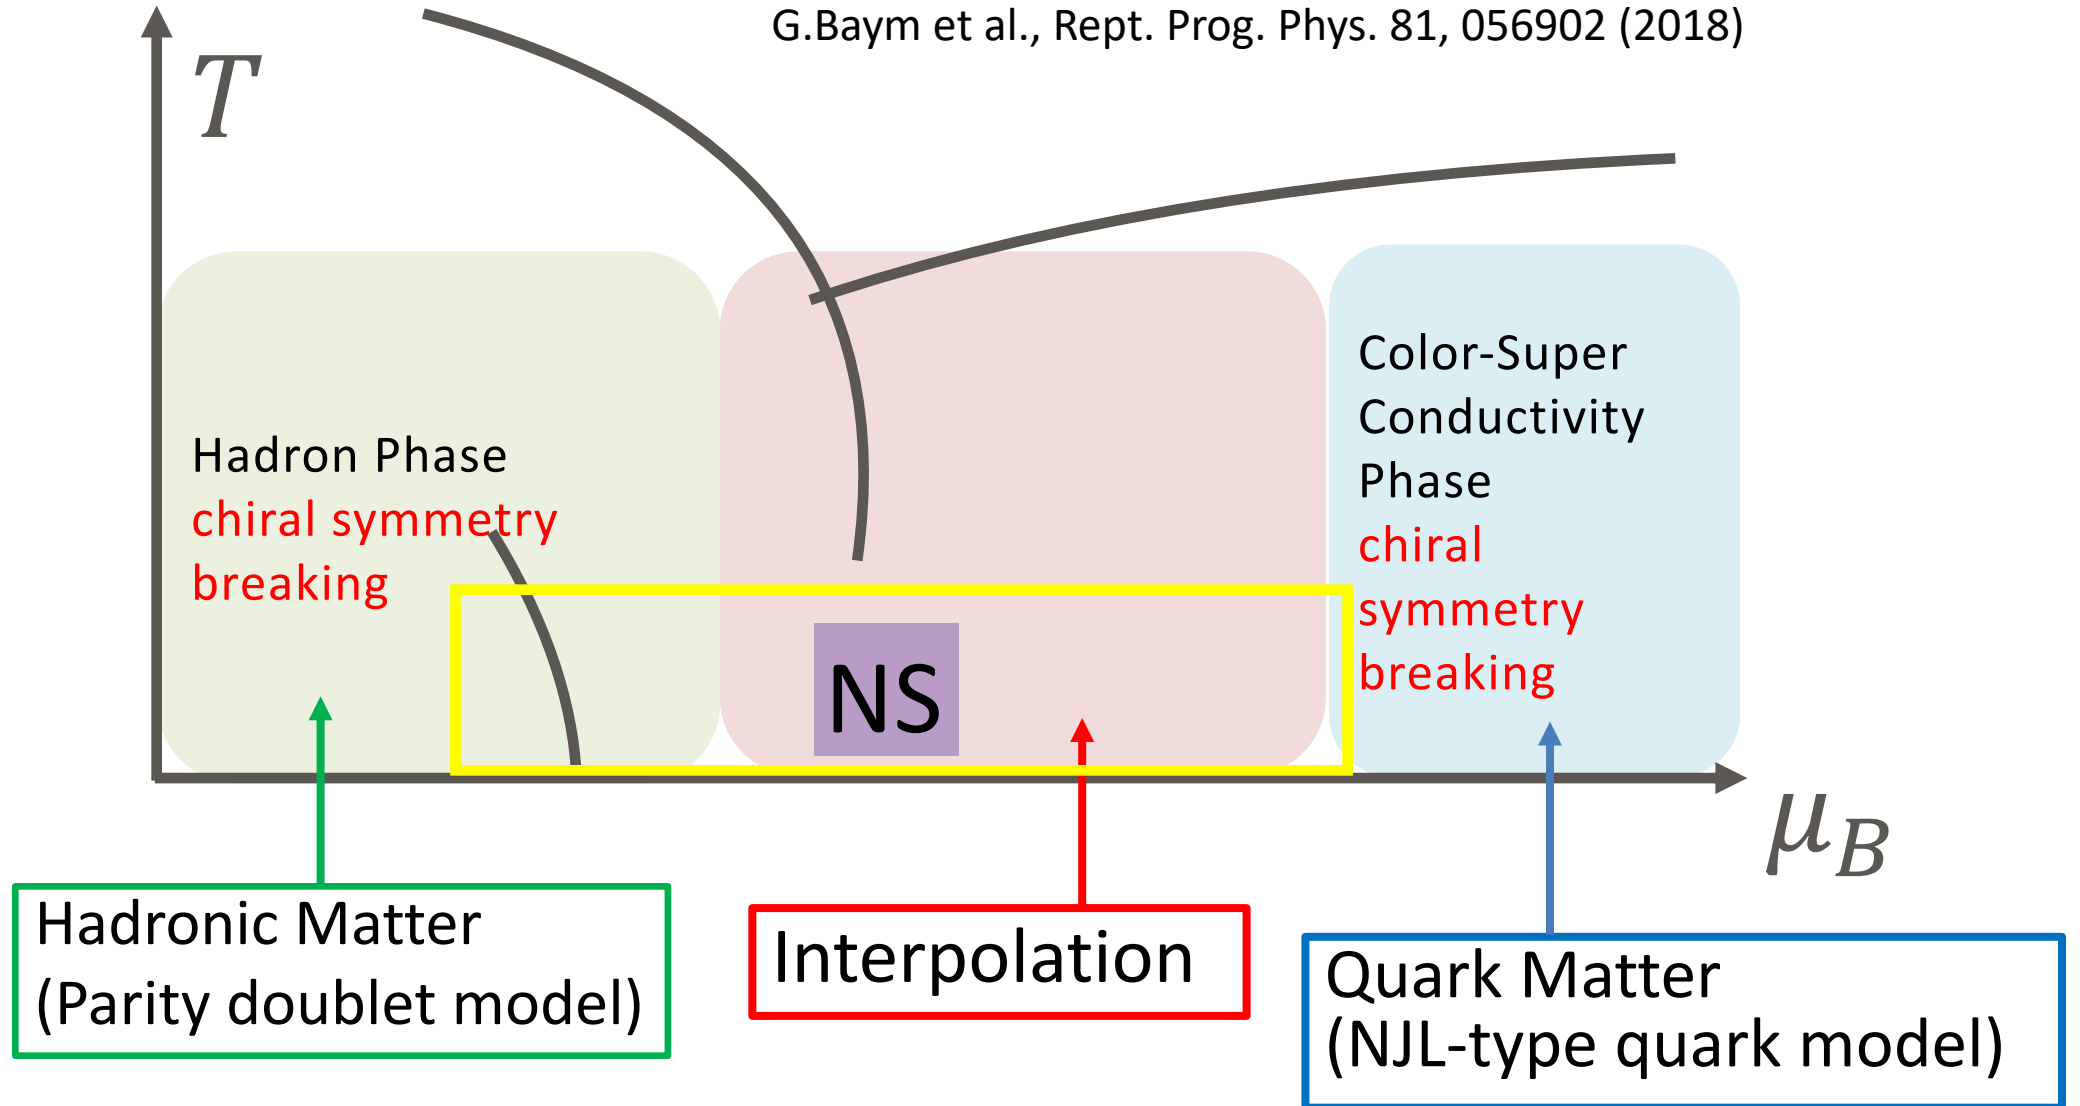 G.Baym et al., Rept. Prog. Phys. 81, 056902 (2018)
T
Hadron Phase
chiral symmetry
breaking
Color-Super
Conductivity
Phase
chiral
symmetry
breaking
NS
μB
Hadronic Matter
(Parity doublet model)
Interpolation
Quark Matter
(NJL-type quark model)